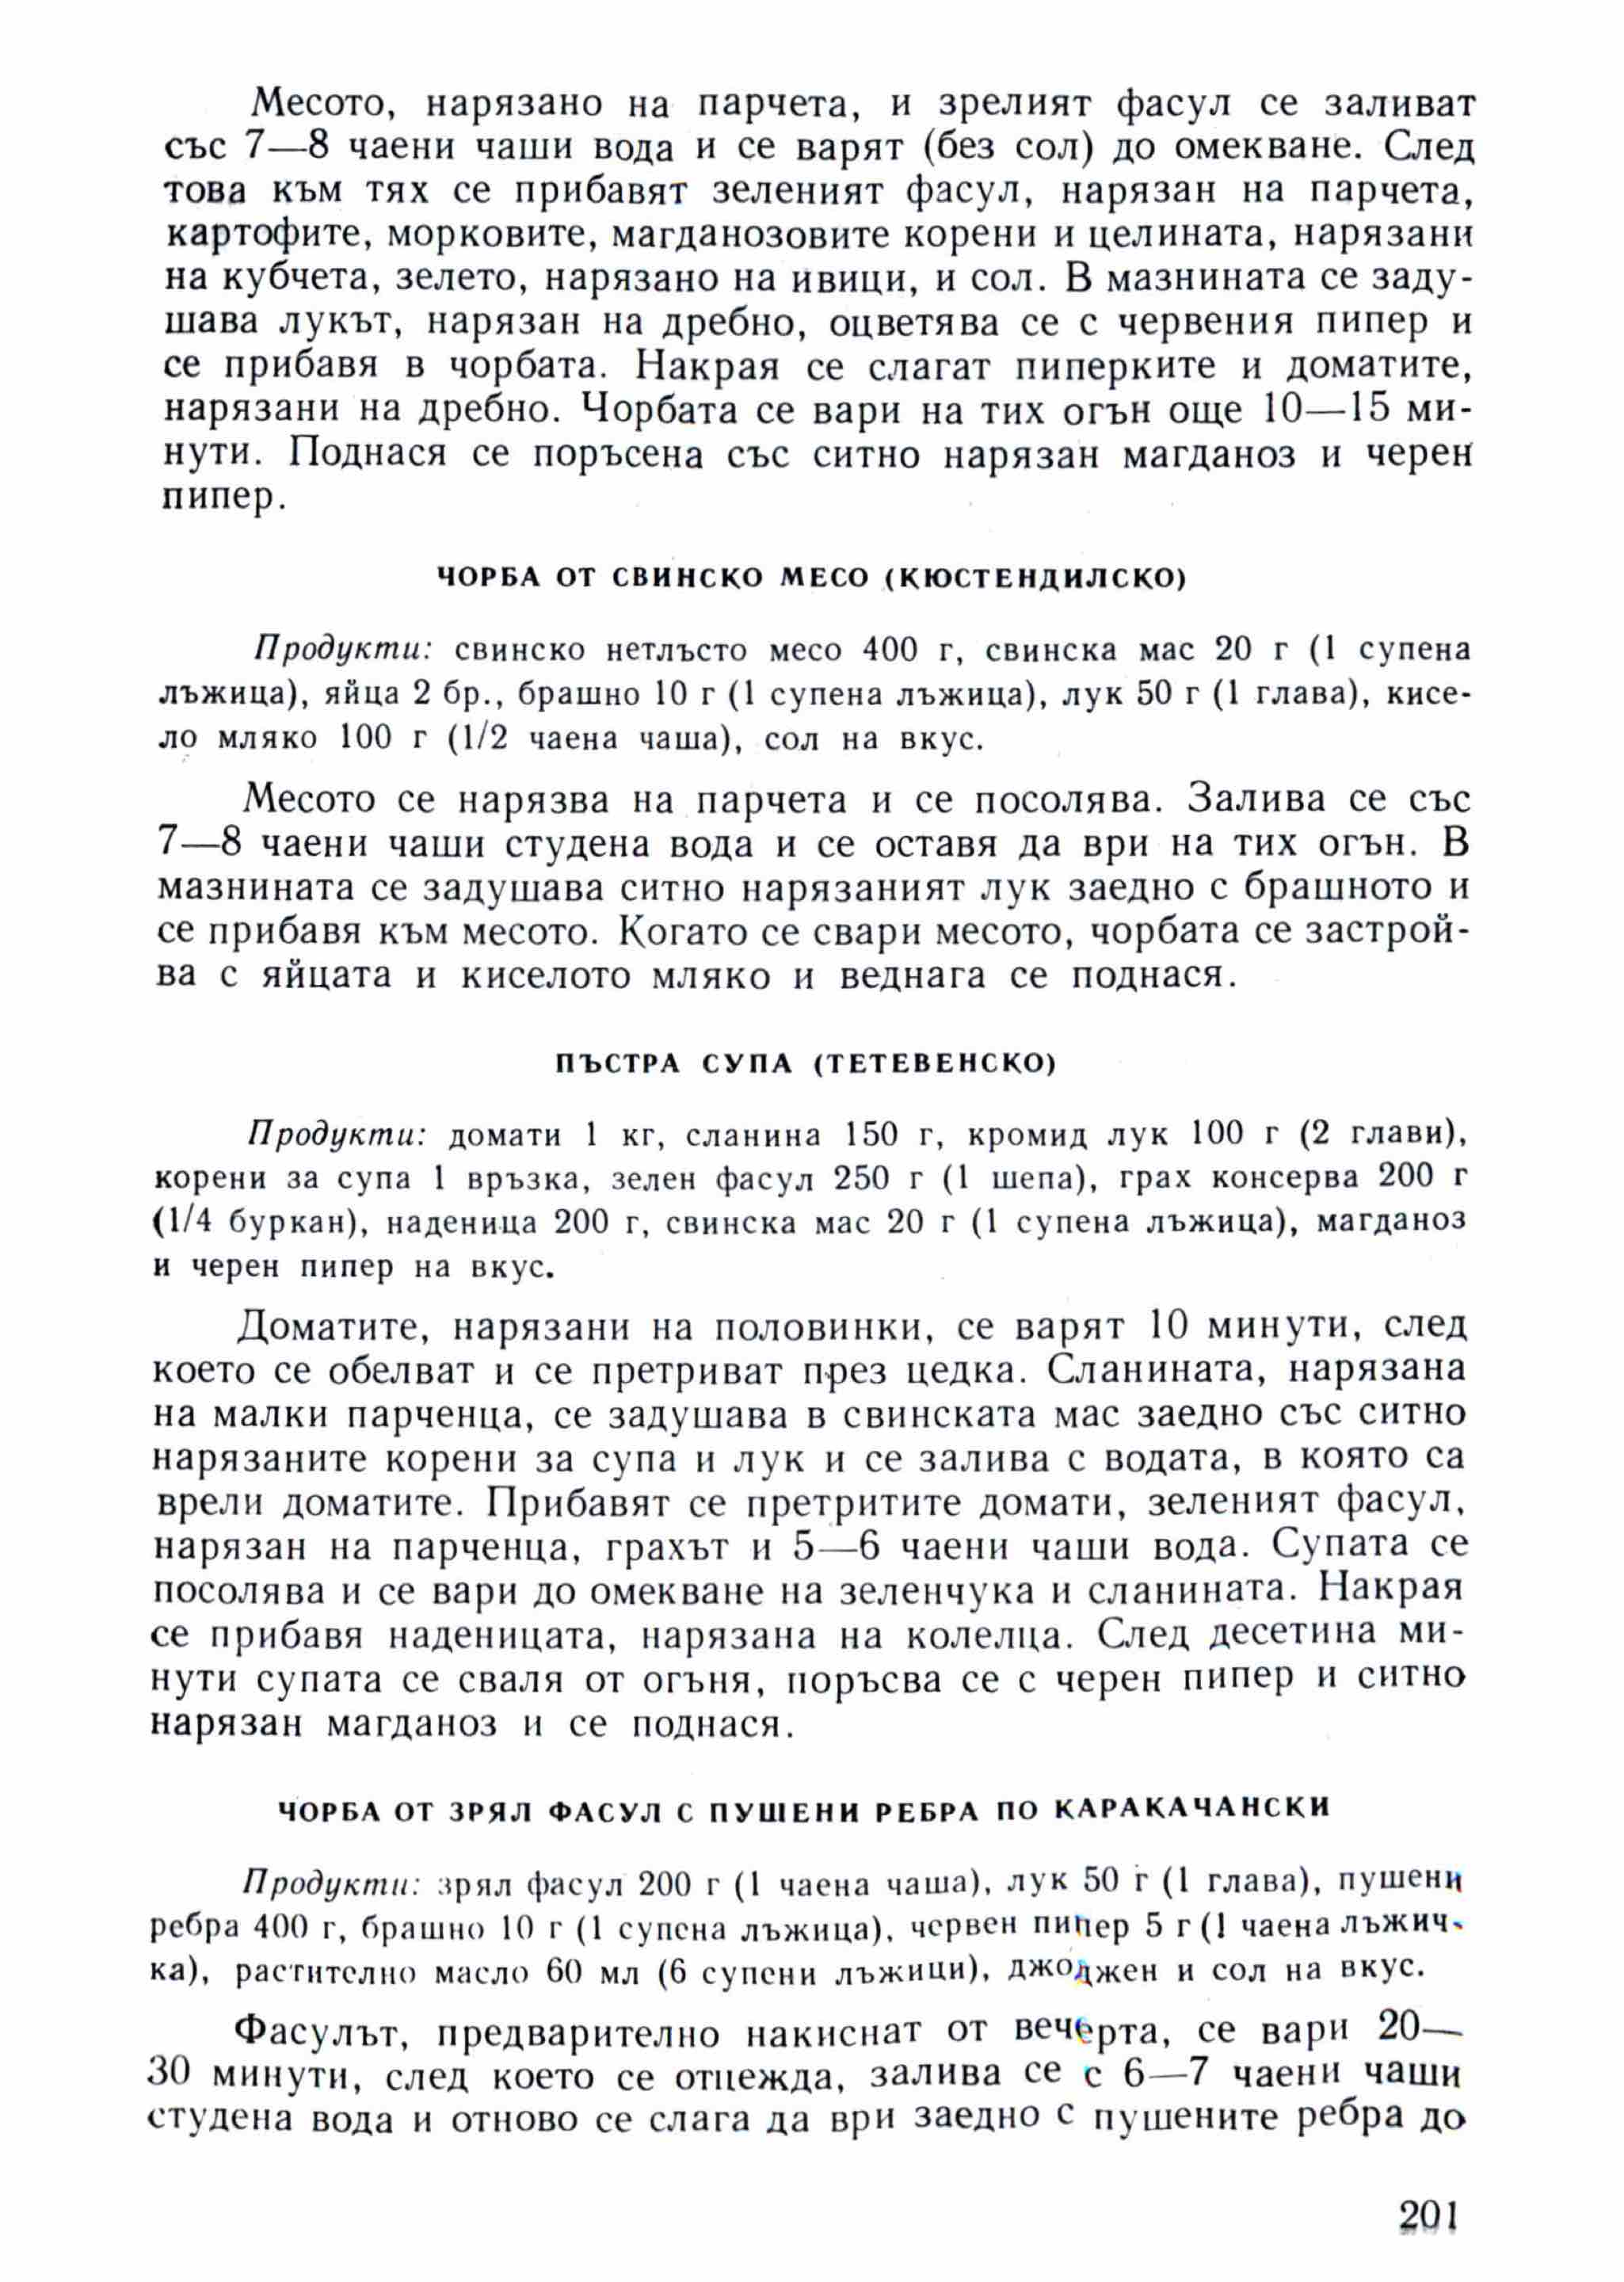 Месото, нарязано на парчета, и зрелият фасул се заливат
със 7—8 чаени чаши вода и се варят (без сол) до омекване. След
това към тях се прибавят зеленият фасул, нарязан на парчета,
картофите, морковите, магданозовите корени и целината, нарязани
на кубчета, зелето, нарязано на ивици, и сол. В мазнината се заду-
шава лукът, нарязан на дребно, оцветява се с червения пипер и
се прибавя в чорбата. Накрая се слагат пиперките и доматите,
нарязани на дребно. Чорбата се вари на тих огън още 10—15 ми-
нути. Поднася се поръсена със ситно нарязан магданоз и черен
пипер.
ЧОРБА ОТ СВИНСКО МЕСО (КЮСТЕНДИЛСКО)
Продукти: свинско нетлъсто месо 400 г, свинска мас 20 г (1 супена
лъжица), яйца 2 бр., брашно 10 г (1 супена лъжица), лук 50 г (1 глава), кисе-
ло мляко 100 г (1/2 чаена чаша), сол на вкус.
Месото се нарязва на парчета и се посолява. Залива се със
7—8 чаени чаши студена вода и се оставя да ври на тих огън. В
мазнината се задушава ситно нарязаният лук заедно с брашното и
се прибавя към месото. Когато се свари месото, чорбата се застрой-
ва с яйцата и киселото мляко и веднага се поднася.
ПЪСТРА СУПА (ТЕТЕВЕНСКО)
Продукти: домати 1 кг, сланина 150 г, кромид лук 100 г (2 глави),
корени за супа 1 връзка, зелен фасул 250 г (1 шепа), грах консерва 200 г
(1/4 буркан), наденица 200 г, свинска мас 20 г (1 супена лъжица), магданоз
и черен пипер на вкус.
Доматите, нарязани на половинки, се варят 10 минути, след
което се обелват и се претриват през цедка. Сланината, нарязана
на малки парченца, се задушава в свинската мас заедно със ситно
нарязаните корени за супа и лук и се залива с водата, в която са
врели доматите. Прибавят се претритите домати, зеленият фасул,
нарязан на парченца, грахът и 5—6 чаени чаши вода. Супата се
посолява и се вари до омекване на зеленчука и сланината. Накрая
се прибавя наденицата, нарязана на колелца. След десетина ми-
нути супата се сваля от огъня, поръсва се с черен пипер и ситно
нарязан магданоз и се поднася.
ЧОРБА ОТ ЗРЯЛ ФАСУЛ С ПУШЕНИ РЕБРА ПО КАРАКАЧАНСКИ
Продукти: зрял фасул 200 г (1 чаена чаша), лук 50 г (1 глава), пушени
ребра 400 г, брашно 10 г (1 супена лъжица), червен пипер 5 г (1 чаена лъжич-
ка), растително масло 60 мл (6 супени лъжици), джоджен и сол на вкус.
Фасулът, предварително накиснат от вечерта, се вари 20—
30 минути, след което се отцежда, залива се с 6—7 чаени чаши
студена вода и отново се слага да ври заедно с пушените ребра до
201